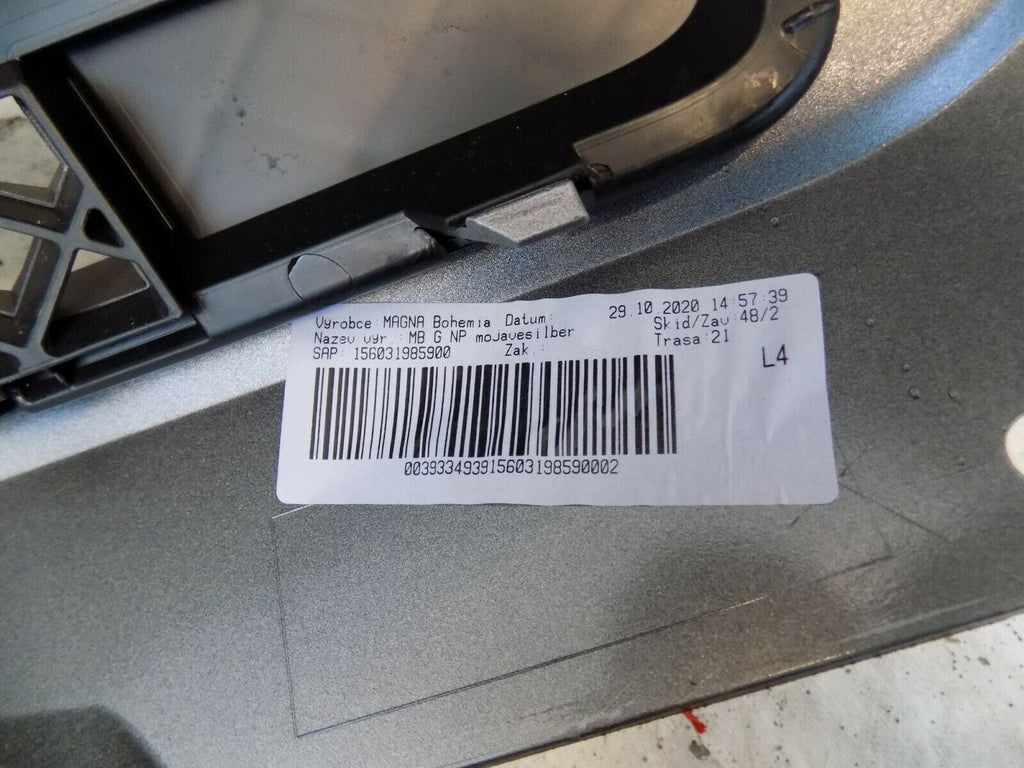 Vyrobce: MAGNA Bohemia Datum: 29.10.2020 14:57:39
Nazev vyr.: MB G NP mojavesilber Skid/Zav:48/2
SAP: 156031985900 Zak.: Trasa:21
L4
003933493915603198590002